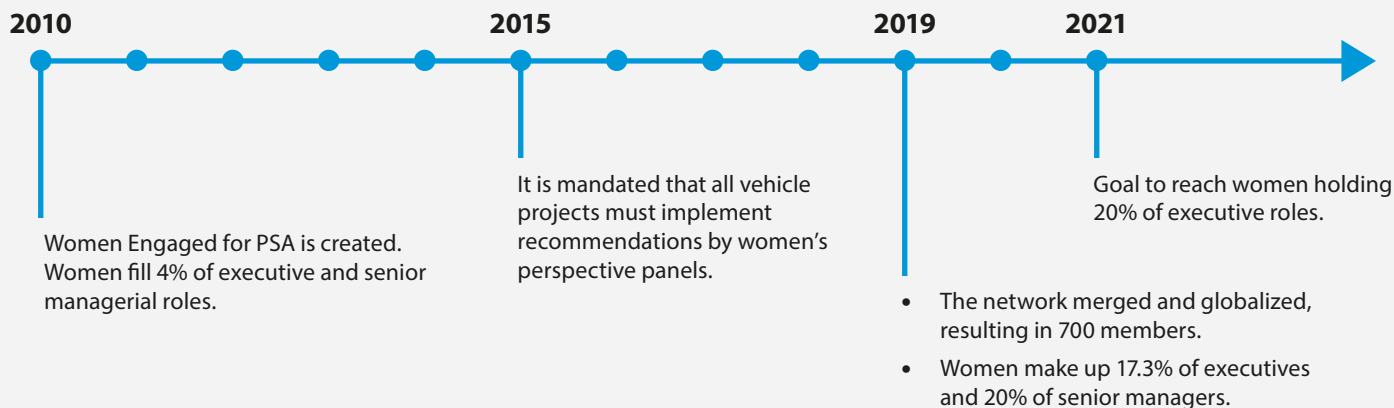 2010
2015
2019
2021
Women Engaged for PSA is created.
Women fill 4% of executive and senior
managerial roles.
It is mandated that all vehicle
projects must implement
recommendations by women’s
perspective panels.
• The network merged and globalized,
resulting in 700 members.
• Women make up 17.3% of executives
and 20% of senior managers.
Goal to reach women holding
20% of executive roles.